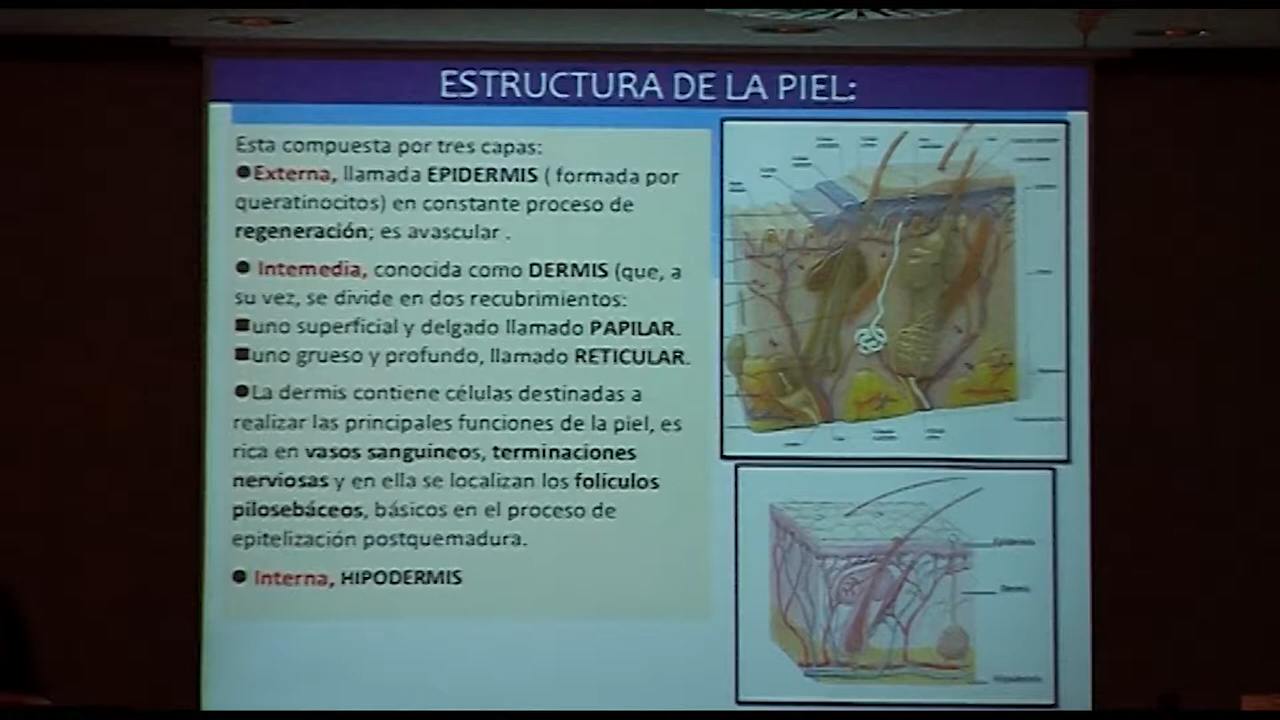 ESTRUCTURA DE LA PIEL:
Esta compuesta por tres capas:
●Externa, llamada EPIDERMIS ( formada por
queratinocitos) en constante proceso de
regeneración; es avascular .
● Intemedia, conocida como DERMIS (que, a
su vez, se divide en dos recubrimientos:
■uno superficial y delgado llamado PAPILAR.
■uno grueso y profundo, llamado RETICULAR.
●La dermis contiene células destinadas a
realizar las principales funciones de la piel, es
rica en vasos sanguineos, terminaciones
nerviosas y en ella se localizan los folículos
pilosebáceos, básicos en el proceso de
epitelización postquemadura.
● Interna, HIPODERMIS
Epidermis
Dermis
Hipodermis